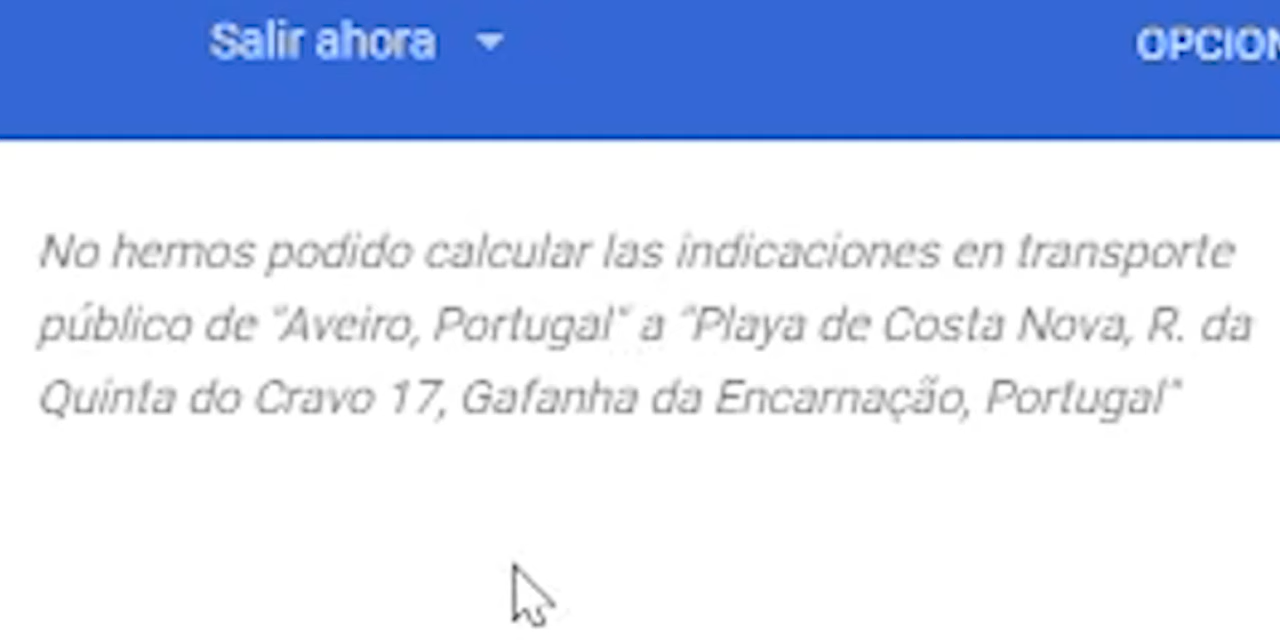 Salir ahora OPCION
No hemos podido calcular las indicaciones en transporte
público de "Aveiro, Portugal" a "Playa de Costa Nova, R. da
Quinta do Cravo 17, Gafanha da Encarnação, Portugal"